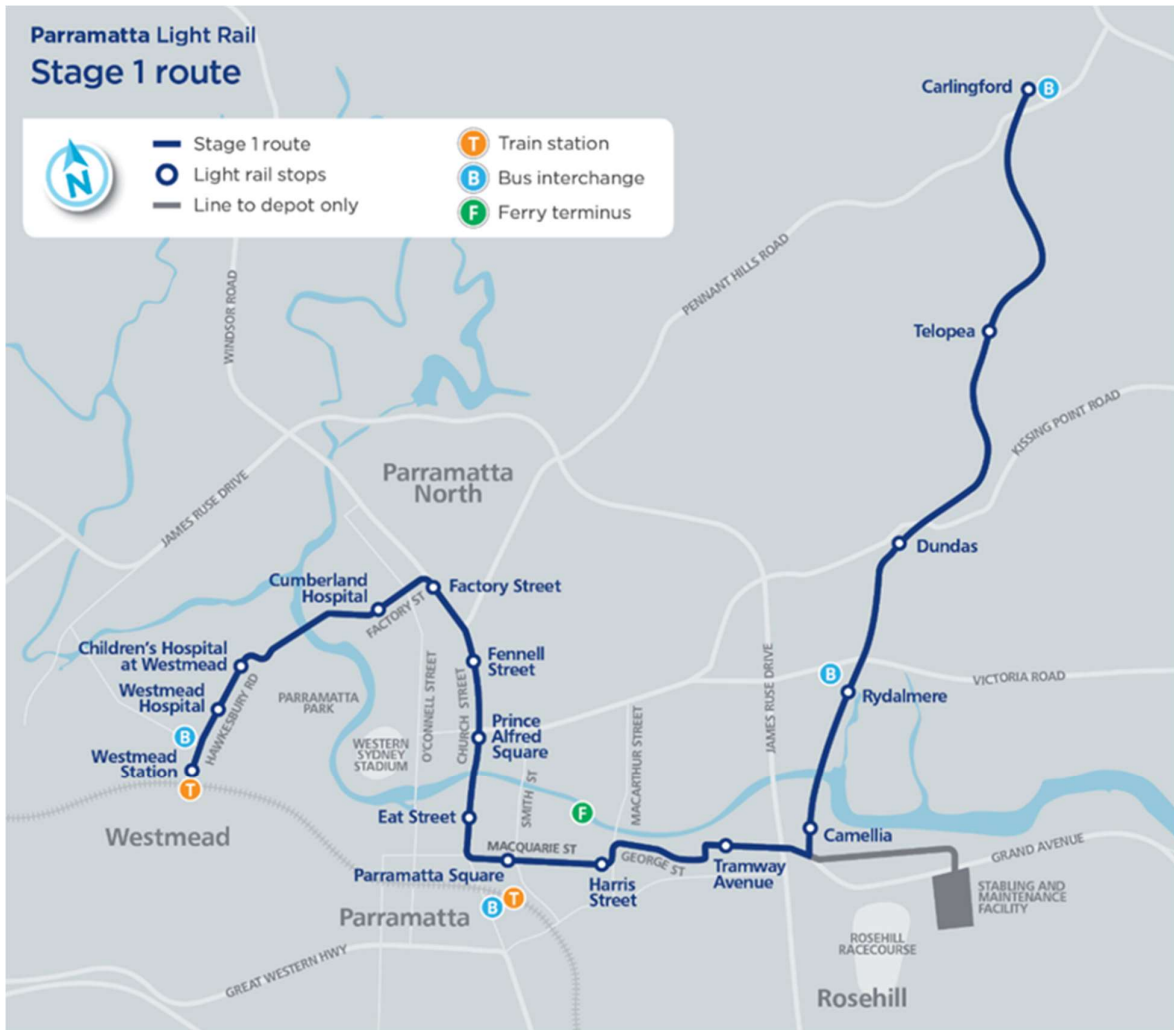 Parramatta Light Rail
Stage 1 route
N
Stage 1 route
Light rail stops
Line to depot only
T Train station
B Bus interchange
F Ferry terminus
Carlingford B
WINDSOR ROAD
PENNANT HILLS ROAD
Telopea
KISSING POINT ROAD
Parramatta
North
JAMES RUSE DRIVE
Dundas
Cumberland
Hospital
Factory Street
FACTORY ST
Children's Hospital
at Westmead
Fennell
Street
Westmead
Hospital
HAWKESBURY RD
PARRAMATTA
PARK
O'CONNELL STREET
CHURCH STREET
JAMES RUSE DRIVE
B
Rydalmere
VICTORIA ROAD
Prince
Alfred
Square
B
WESTERN
SYDNEY
STADIUM
MACARTHUR STREET
Westmead
Station
T
SMITH ST
F
Eat Street
Westmead
Camellia
MACQUARIE ST
GEORGE ST
GRAND AVENUE
Parramatta Square
Harris
Street
Tramway
Avenue
STABLING AND
MAINTENANCE
FACILITY
Parramatta
B
T
ROSEHILL
RACECOURSE
GREAT WESTERN HWY
Rosehill